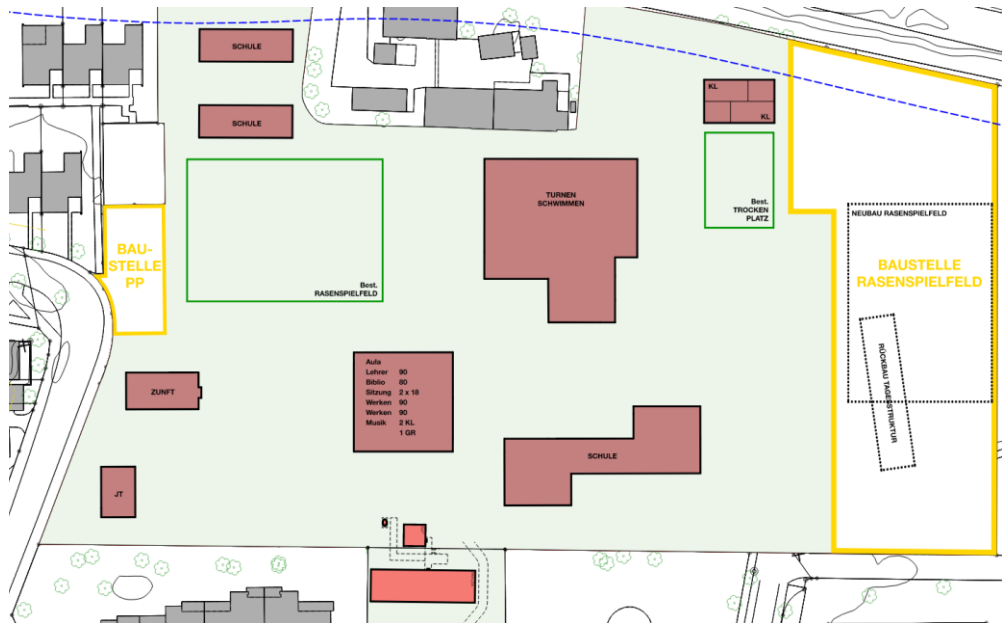 SCHULE
SCHULE
KL
KL
TURNEN
SCHWIMMEN
Best.
TROCKEN
PLATZ
NEUBAU RASENSPIELFELD
BAUSTELLE
RASENSPIELFELD
BAU-
STELLE
PP
Best.
RASENSPIELFELD
RÜCKBAU TAGESSTRUKTUR
ZUNFT
Aula
Lehrer 90
Biblio 80
Sitzung 2 x 18
Werken 90
Werken 90
Musik 2 KL
1 GR
SCHULE
JT